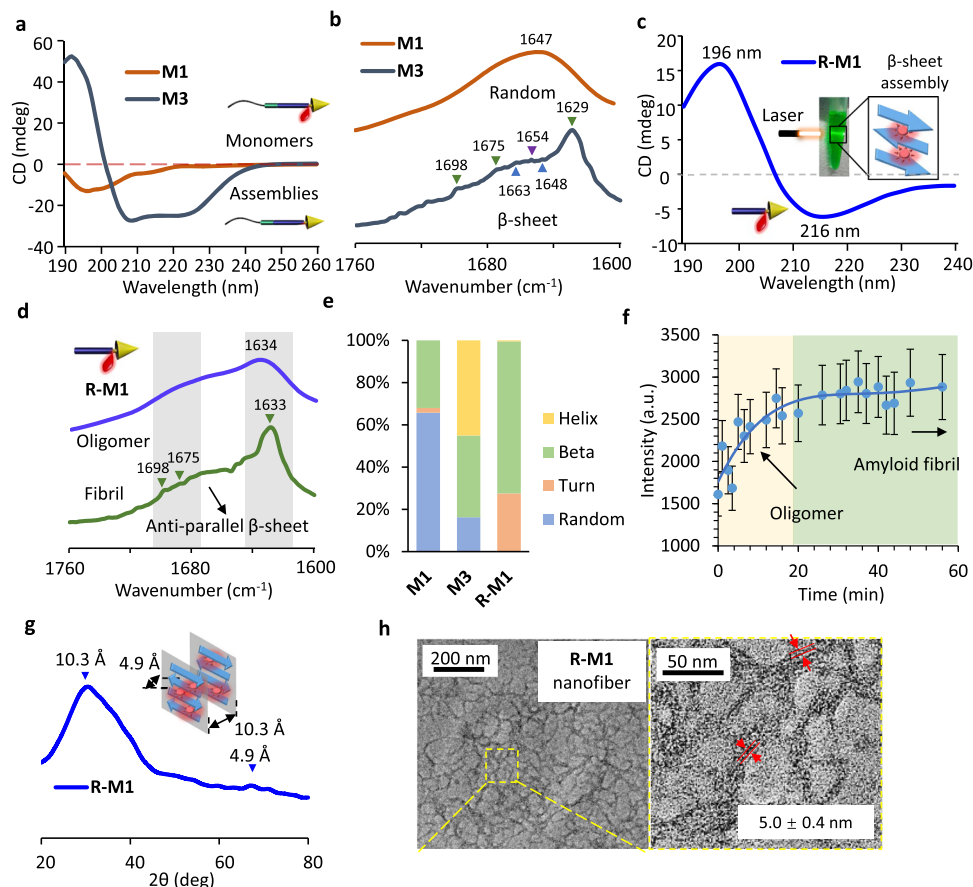 a
60
40
20
0
-20
-40
CD (mdeg)
M1
M3
Monomers
Assemblies
190 200 210 220 230 240 250 260
Wavelength (nm)
b
M1
M3
1647
Random
1629
1654
1675
1698
1663
1648
β-sheet
1760 1680 1600
Wavenumber (cm-1)
c
25
20
15
10
5
0
-5
-10
CD (mdeg)
196 nm
R-M1
β-sheet
assembly
Laser
216 nm
190 200 210 220 230 240
Wavelength (nm)
d
R-M1
1634
Oligomer
1633
1675
1698
Fibril
Anti-parallel β-sheet
1760 1680 1600
Wavenumber (cm-1)
e
100%
80%
60%
40%
20%
0%
Helix
Beta
Turn
Random
M1
M3
R-M1
f
3500
3000
2500
2000
1500
1000
Intensity (a.u.)
Amyloid fibril
Oligomer
0 20 40 60
Time (min)
g
10.3 Å
4.9 Å
10.3 Å
4.9 Å
R-M1
20 40 60 80
2θ (deg)
h
200 nm
R-M1
nanofiber
50 nm
5.0 ± 0.4 nm